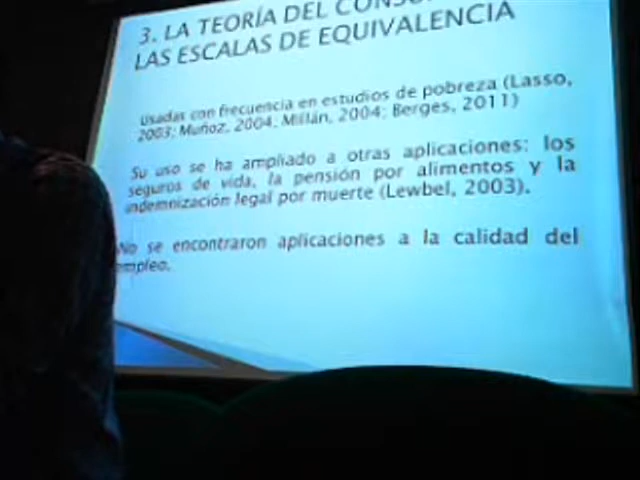 3. LA TEORÍA DEL
LAS ESCALAS DE EQUIVALENCIA
Usadas con frecuencia en estudios de pobreza (Lasso,
2003; Muñoz, 2004; Millán, 2004; Berges, 2011)
Su uso se ha ampliado a otras aplicaciones: los
seguros de vida, la pensión por alimentos y la
indemnización legal por muerte (Lewbel, 2003).
No se encontraron aplicaciones a la calidad del
empleo.